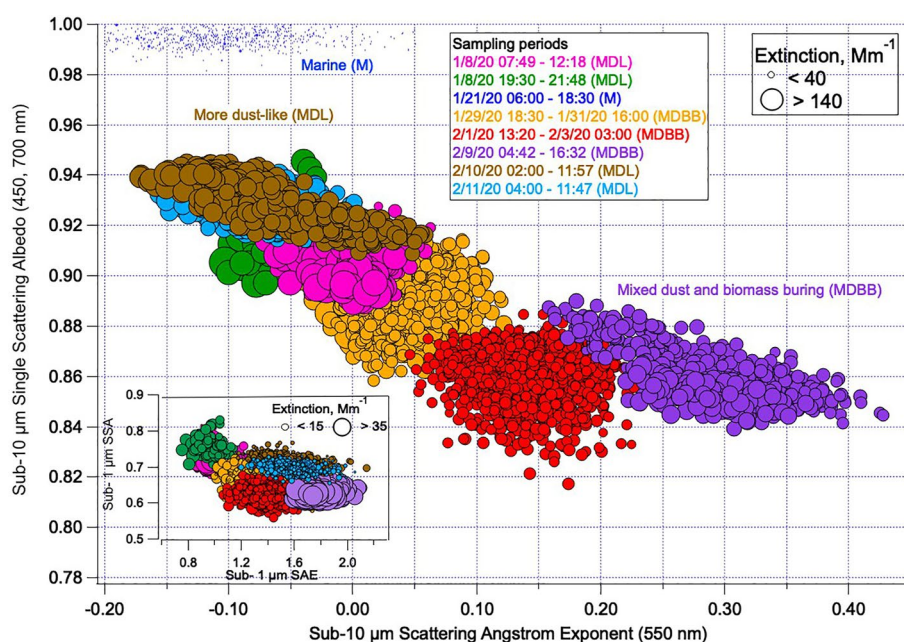 1.00
0.98
0.96
0.94
0.92
0.90
0.88
0.86
0.84
0.82
0.80
0.78
Sub-10 µm Single Scattering Albedo (450, 700 nm)
Marine (M)
More dust-like (MDL)
Sampling periods
1/8/20 07:49 - 12:18 (MDL)
1/8/20 19:30 - 21:48 (MDL)
1/21/20 06:00 - 18:30 (M)
1/29/20 18:30 - 1/31/20 16:00 (MDBB)
2/1/20 13:20 - 2/3/20 03:00 (MDBB)
2/9/20 04:42 - 16:32 (MDBB)
2/10/20 02:00 - 11:57 (MDL)
2/11/20 04:00 - 11:47 (MDL)
Extinction, Mm-1
< 40
> 140
Mixed dust and biomass buring (MDBB)
0.9
0.8
0.7
0.6
0.5
Sub- 1 µm SSA
Extinction, Mm-1
< 15 > 35
0.8 1.2 1.6 2.0
Sub- 1 µm SAE
-0.20 -0.10 0.00 0.10 0.20 0.30 0.40
Sub-10 µm Scattering Angstrom Exponent (550 nm)